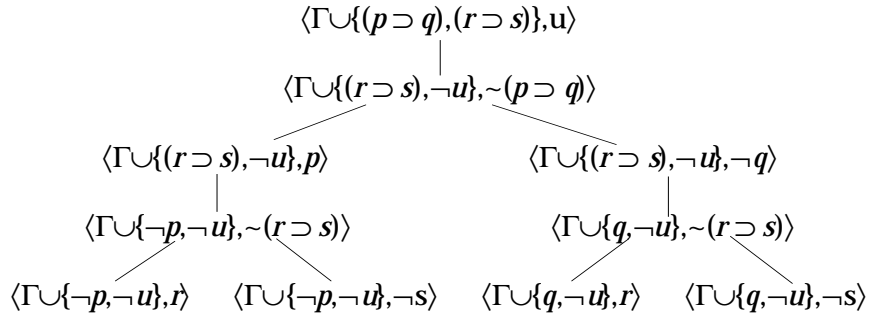 ⟨Γ∪{(p ⊃ q),(r ⊃ s)},u⟩
⟨Γ∪{(r ⊃ s),¬u},~(p ⊃ q)⟩
⟨Γ∪{(r ⊃ s),¬u},p⟩ ⟨Γ∪{(r ⊃ s),¬u},¬q⟩
⟨Γ∪{¬p,¬u},~(r ⊃ s)⟩ ⟨Γ∪{q,¬u},~(r ⊃ s)⟩
⟨Γ∪{¬p,¬u},r⟩ ⟨Γ∪{¬p,¬u},¬s⟩ ⟨Γ∪{q,¬u},r⟩ ⟨Γ∪{q,¬u},¬s⟩